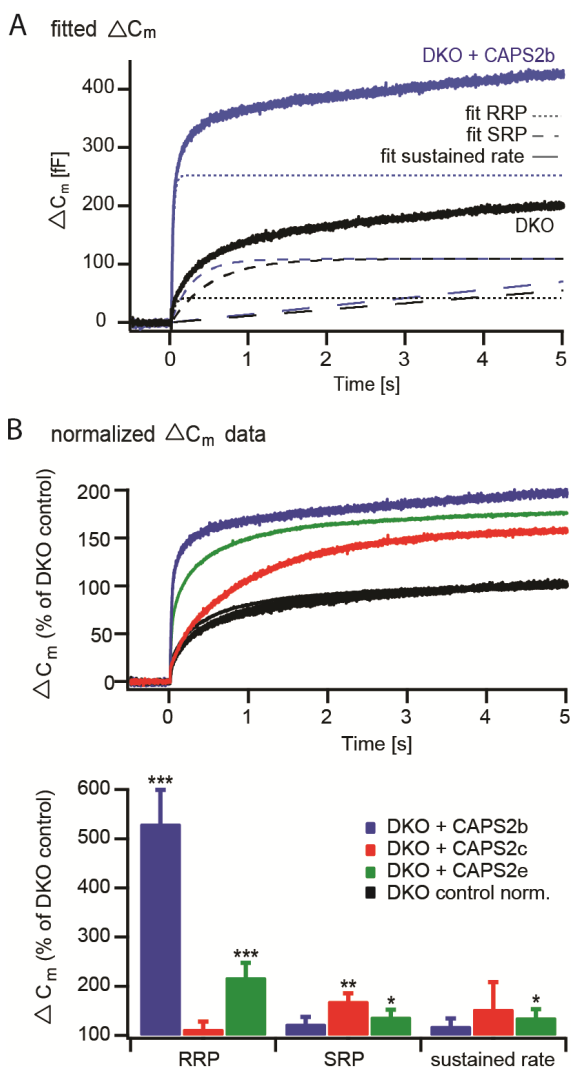 A fitted △Cm
△Cm [fF]
400
300
200
100
0
DKO + CAPS2b
fit RRP
fit SRP
fit sustained rate
DKO
0 1 2 3 4 5
Time [s]
B normalized △Cm data
△Cm (% of DKO control)
200
150
100
50
0
0 1 2 3 4 5
Time [s]
△Cm (% of DKO control)
600
500
400
300
200
100
***
***
**
*
*
DKO + CAPS2b
DKO + CAPS2c
DKO + CAPS2e
DKO control norm.
RRP SRP sustained rate